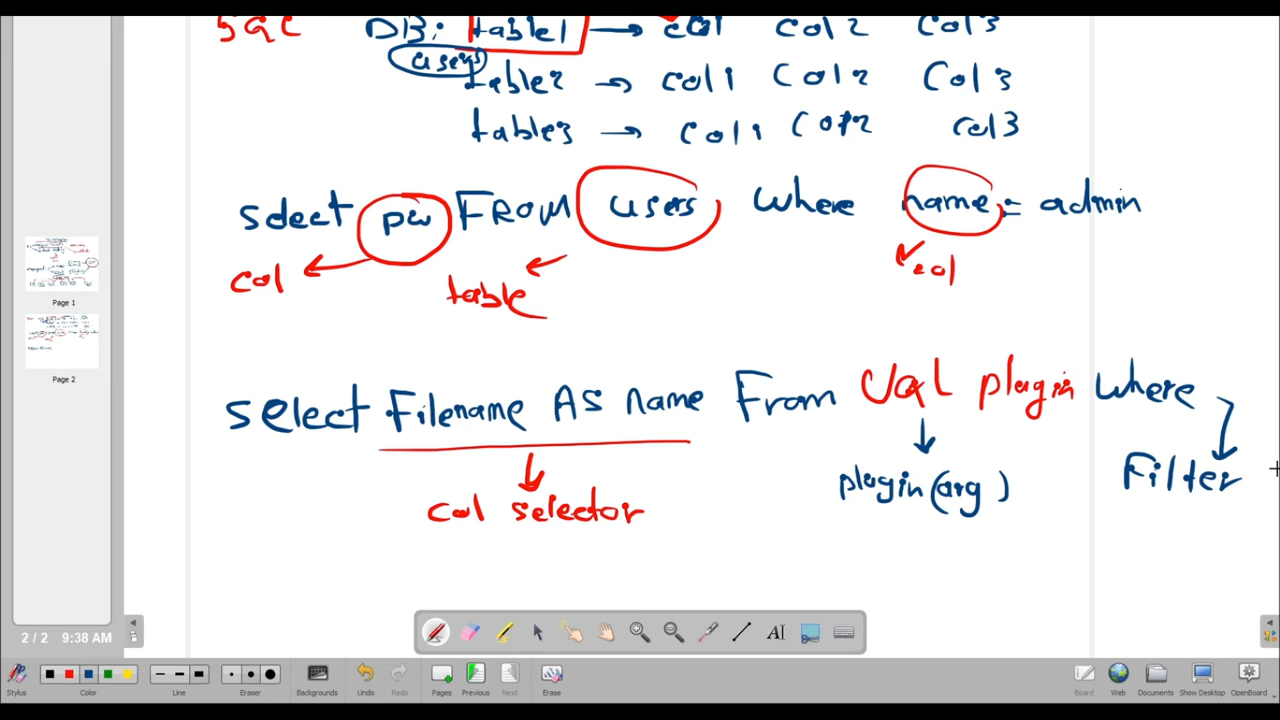 SQL DB: table1 → col1 col2 col3
users
table2 → col1 col2 col3
table3 → col1 col2 col3
select pw FROM users where name = admin
col table col
select Filename AS name From VQL plugin where
plugin(arg) Filter
col selector
Page 1
Page 2
2 / 2 9:38 AM
Stylus Color Line Eraser Backgrounds Undo Redo Pages Previous Next Erase Board Web Documents Show Desktop OpenBoard